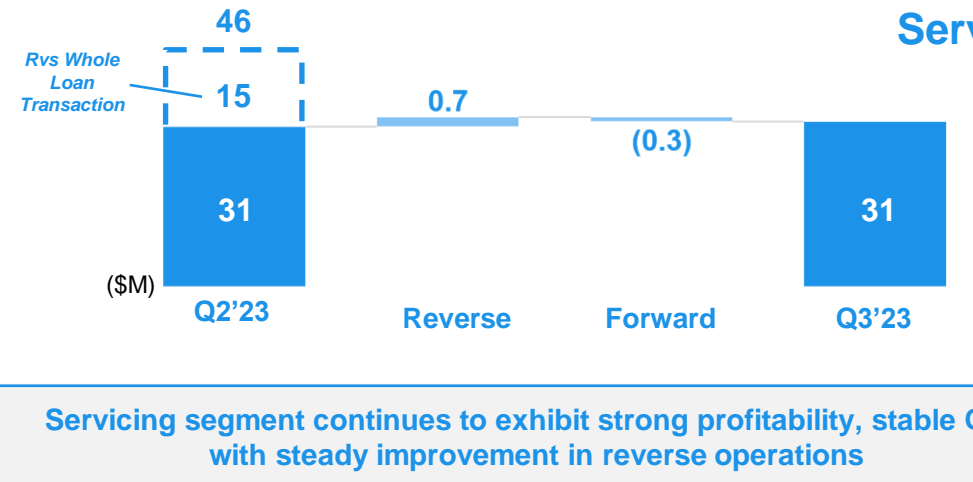 46
Rvs Whole
Loan
Transaction
15
0.7
(0.3)
31
31
($M)
Q2’23
Reverse
Forward
Q3’23
Servicing segment continues to exhibit strong profitability, stable
with steady improvement in reverse operations